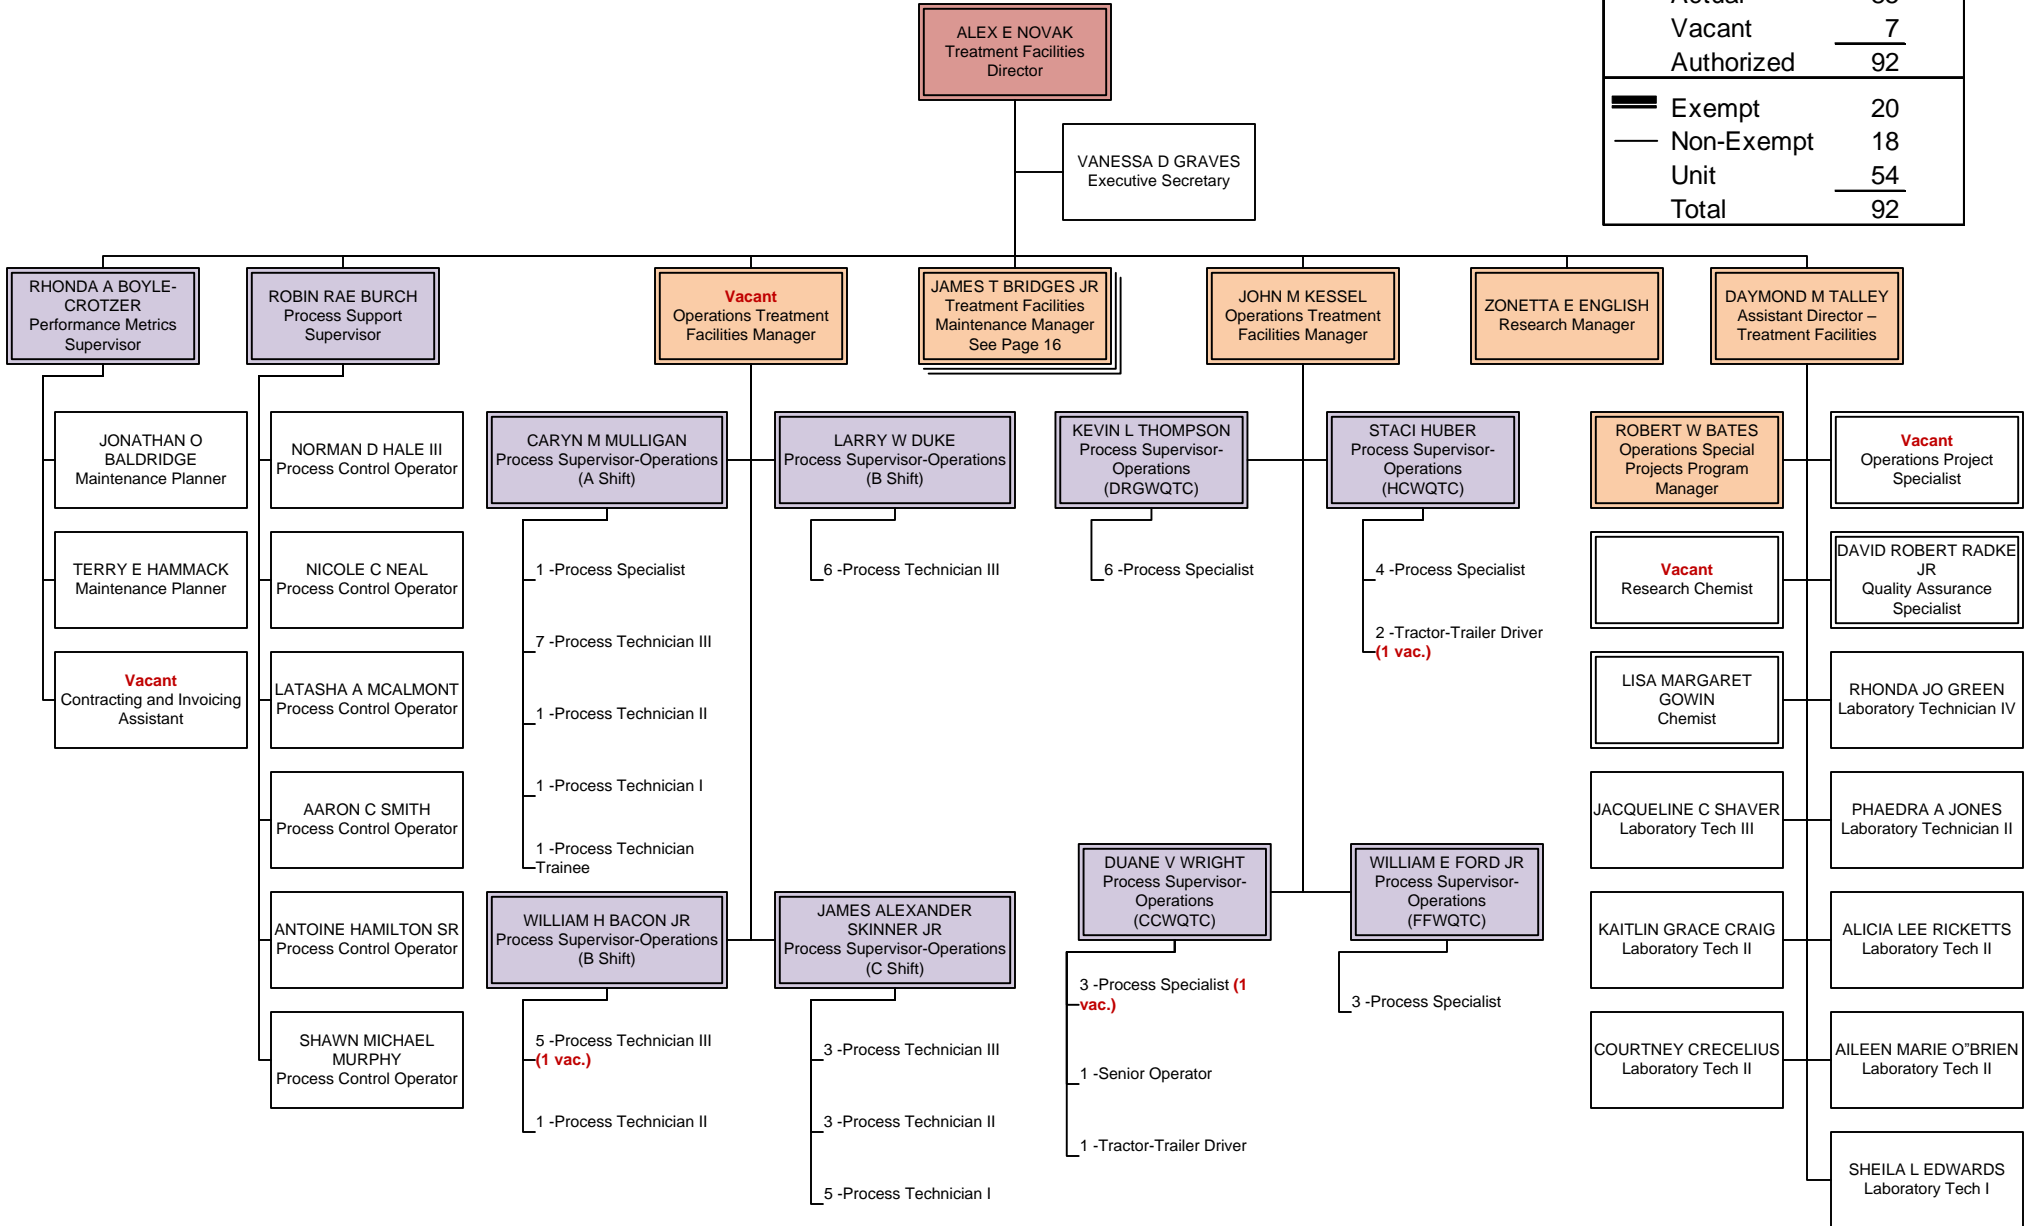 Vacant 7
Authorized 92
Exempt 20
Non-Exempt 18
Unit 54
Total 92
ALEX E NOVAK
Treatment Facilities
Director
VANESSA D GRAVES
Executive Secretary
RHONDA A BOYLE-
CROTZER
Performance Metrics
Supervisor
ROBIN RAE BURCH
Process Support
Supervisor
Vacant
Operations Treatment
Facilities Manager
JAMES T BRIDGES JR
Treatment Facilities
Maintenance Manager
See Page 16
JOHN M KESSEL
Operations Treatment
Facilities Manager
ZONETTA E ENGLISH
Research Manager
DAYMOND M TALLEY
Assistant Director –
Treatment Facilities
JONATHAN O
BALDRIDGE
Maintenance Planner
TERRY E HAMMACK
Maintenance Planner
Vacant
Contracting and Invoicing
Assistant
NORMAN D HALE III
Process Control Operator
NICOLE C NEAL
Process Control Operator
LATASHA A MCALMONT
Process Control Operator
AARON C SMITH
Process Control Operator
ANTOINE HAMILTON SR
Process Control Operator
SHAWN MICHAEL
MURPHY
Process Control Operator
CARYN M MULLIGAN
Process Supervisor-Operations
(A Shift)
1 -Process Specialist
7 -Process Technician III
1 -Process Technician II
1 -Process Technician I
1 -Process Technician
Trainee
LARRY W DUKE
Process Supervisor-Operations
(B Shift)
6 -Process Technician III
WILLIAM H BACON JR
Process Supervisor-Operations
(B Shift)
5 -Process Technician III
(1 vac.)
1 -Process Technician II
JAMES ALEXANDER
SKINNER JR
Process Supervisor-Operations
(C Shift)
3 -Process Technician III
3 -Process Technician II
5 -Process Technician I
KEVIN L THOMPSON
Process Supervisor-
Operations
(DRGWQTC)
6 -Process Specialist
STACI HUBER
Process Supervisor-
Operations
(HCWQTC)
4 -Process Specialist
2 -Tractor-Trailer Driver
(1 vac.)
DUANE V WRIGHT
Process Supervisor-
Operations
(CCWQTC)
3 -Process Specialist (1
vac.)
1 -Senior Operator
1 -Tractor-Trailer Driver
WILLIAM E FORD JR
Process Supervisor-
Operations
(FFWQTC)
3 -Process Specialist
ROBERT W BATES
Operations Special
Projects Program
Manager
Vacant
Operations Project
Specialist
Vacant
Research Chemist
DAVID ROBERT RADKE
JR
Quality Assurance
Specialist
LISA MARGARET
GOWIN
Chemist
RHONDA JO GREEN
Laboratory Technician IV
JACQUELINE C SHAVER
Laboratory Tech III
PHAEDRA A JONES
Laboratory Technician II
KAITLIN GRACE CRAIG
Laboratory Tech II
ALICIA LEE RICKETTS
Laboratory Tech II
COURTNEY CRECELIUS
Laboratory Tech II
AILEEN MARIE O"BRIEN
Laboratory Tech II
SHEILA L EDWARDS
Laboratory Tech I